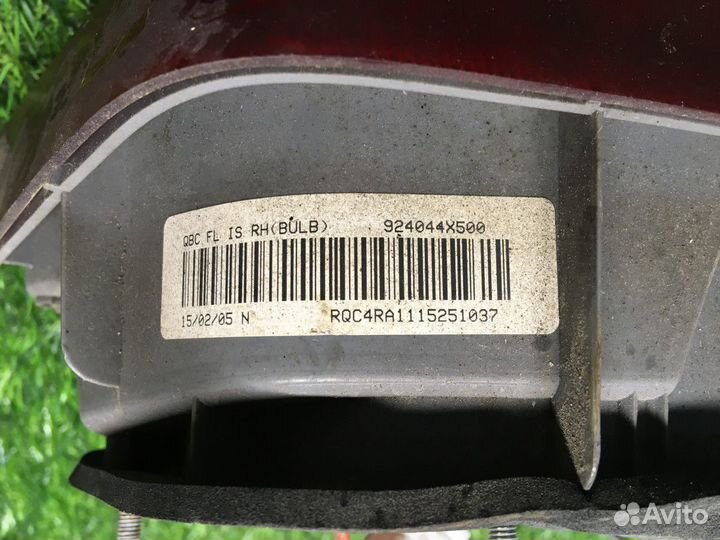 QBC FL IS RH(BULB) 924044X500
15/02/05 N RQC4RA1115251037
Avito